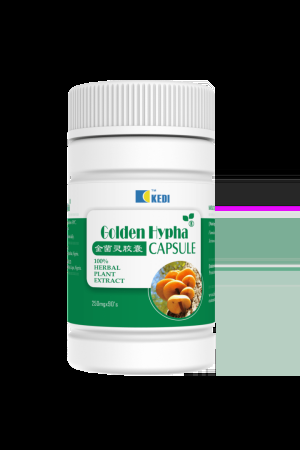 KEDI
Golden Hypha
金菌灵胶囊 CAPSULE
100%
HERBAL
PLANT
EXTRACT